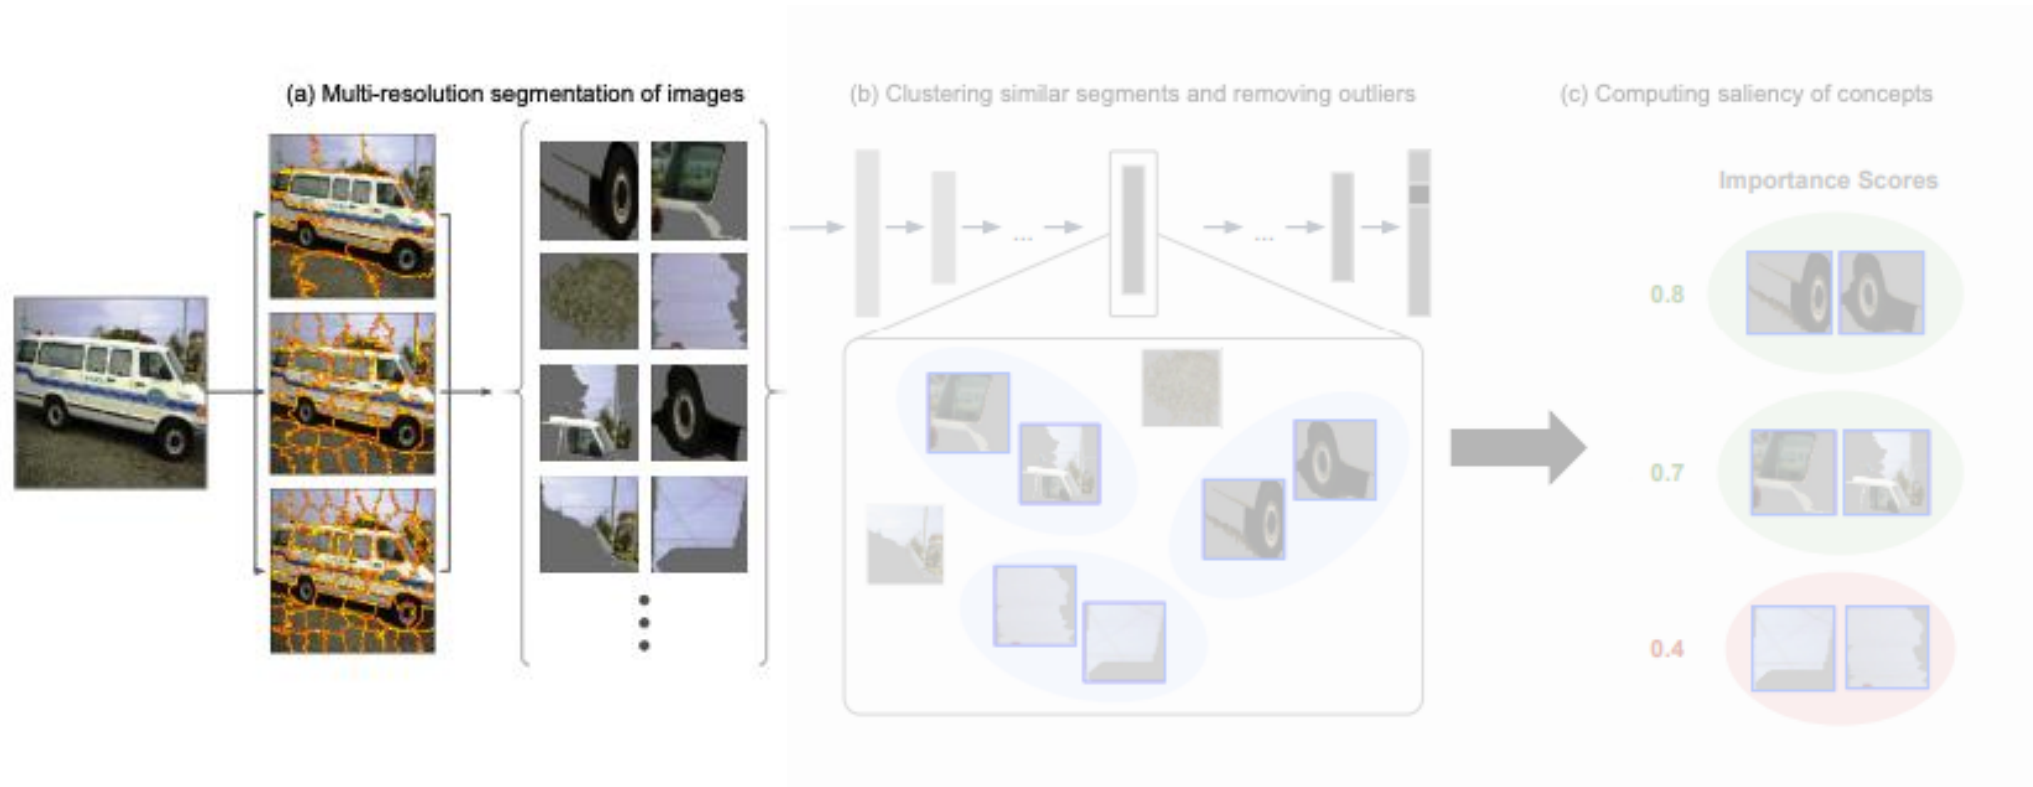 (a) Multi-resolution segmentation of images
(b) Clustering similar segments and removing outliers
(c) Computing saliency of concepts
Importance Scores
...
...
0.8
0.7
0.4